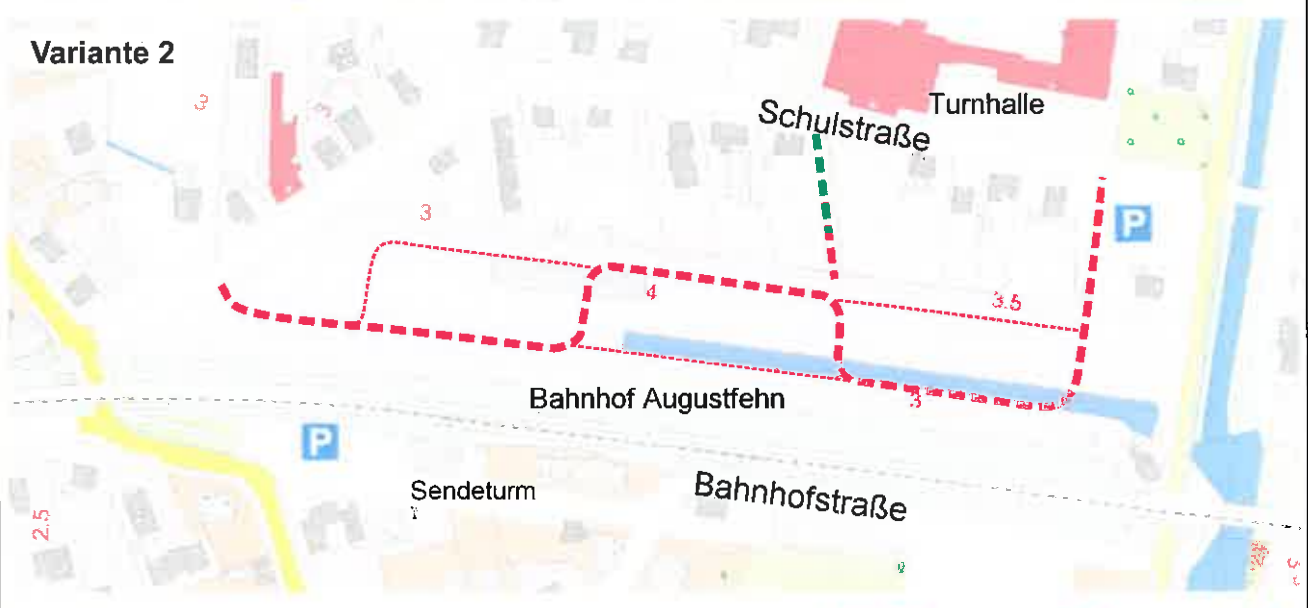 Variante 2
Turnhalle
Schulstraße
3
3
3
P
4
3.5
3
Bahnhof Augustfehn
P
Sendeturm
Bahnhofstraße
2.5